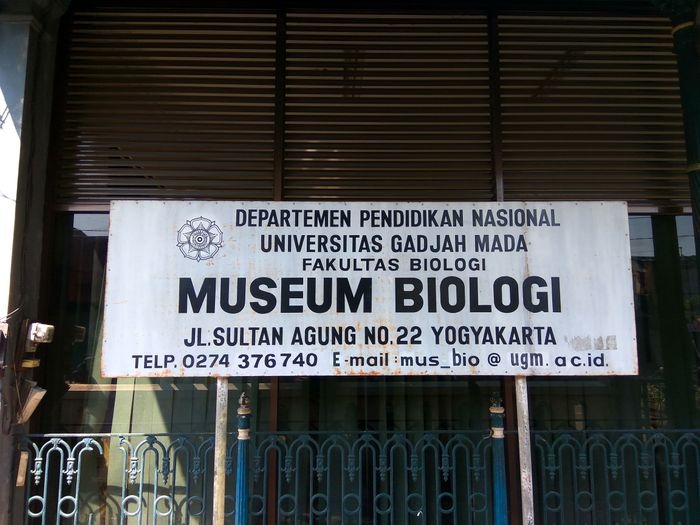 DEPARTEMEN PENDIDIKAN NASIONAL
UNIVERSITAS GADJAH MADA
FAKULTAS BIOLOGI
MUSEUM BIOLOGI
JL.SULTAN AGUNG NO.22 YOGYAKARTA
TELP. 0274 376740 E-mail : mus_bio @ ugm. ac.id.